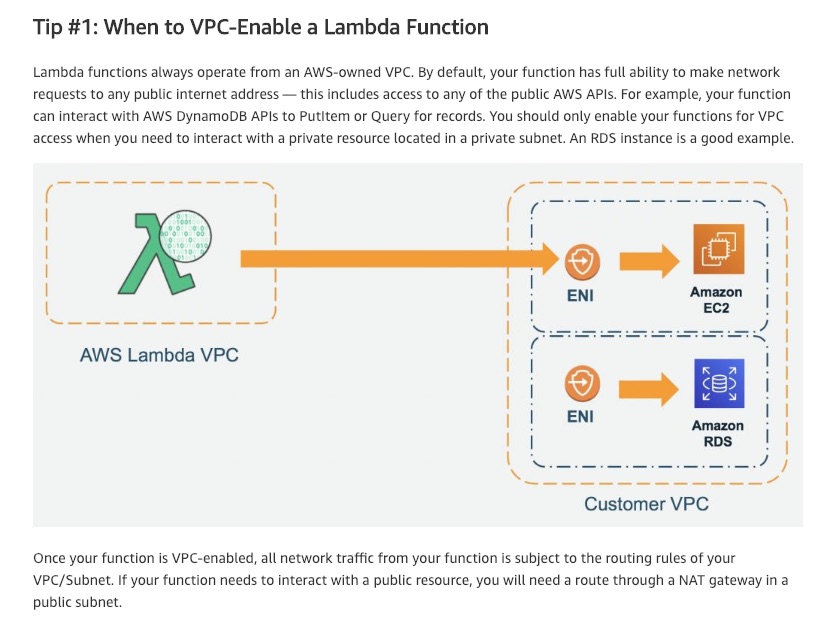 Tip #1: When to VPC-Enable a Lambda Function
Lambda functions always operate from an AWS-owned VPC. By default, your function has full ability to make network
requests to any public internet address — this includes access to any of the public AWS APIs. For example, your function
can interact with AWS DynamoDB APIs to PutItem or Query for records. You should only enable your functions for VPC
access when you need to interact with a private resource located in a private subnet. An RDS instance is a good example.
ENI
Amazon
EC2
AWS Lambda VPC
ENI
Amazon
RDS
Customer VPC
Once your function is VPC-enabled, all network traffic from your function is subject to the routing rules of your
VPC/Subnet. If your function needs to interact with a public resource, you will need a route through a NAT gateway in a
public subnet.